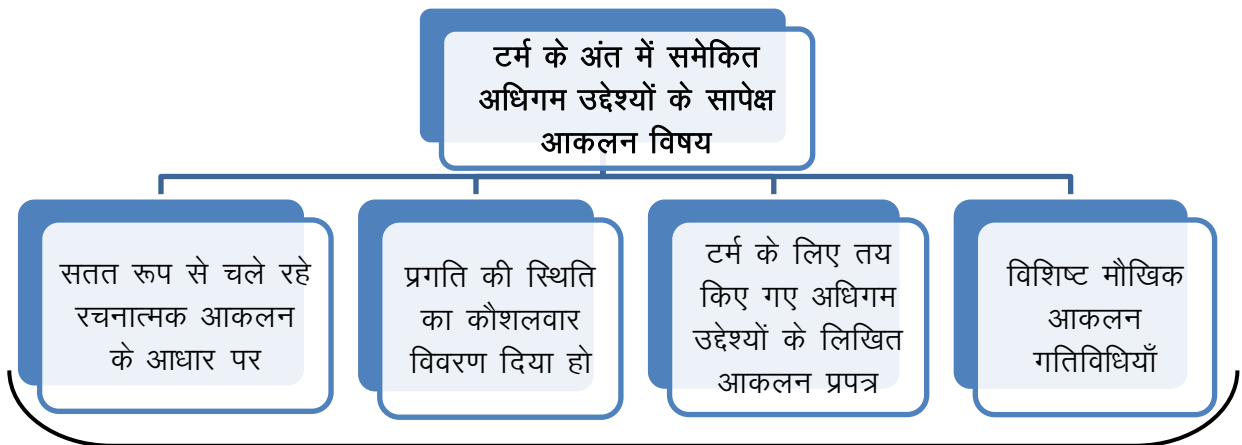 टर्म के अंत में समेकित
अधिगम उद्देश्यों के सापेक्ष
आकलन विषय
सतत रूप से चले रहे
रचनात्मक आकलन
के आधार पर
प्रगति की स्थिति
का कौशलवार
विवरण दिया हो
टर्म के लिए तय
किए गए अधिगम
उद्देश्यों के लिखित
आकलन प्रपत्र
विशिष्ट मौखिक
आकलन
गतिविधियाँ